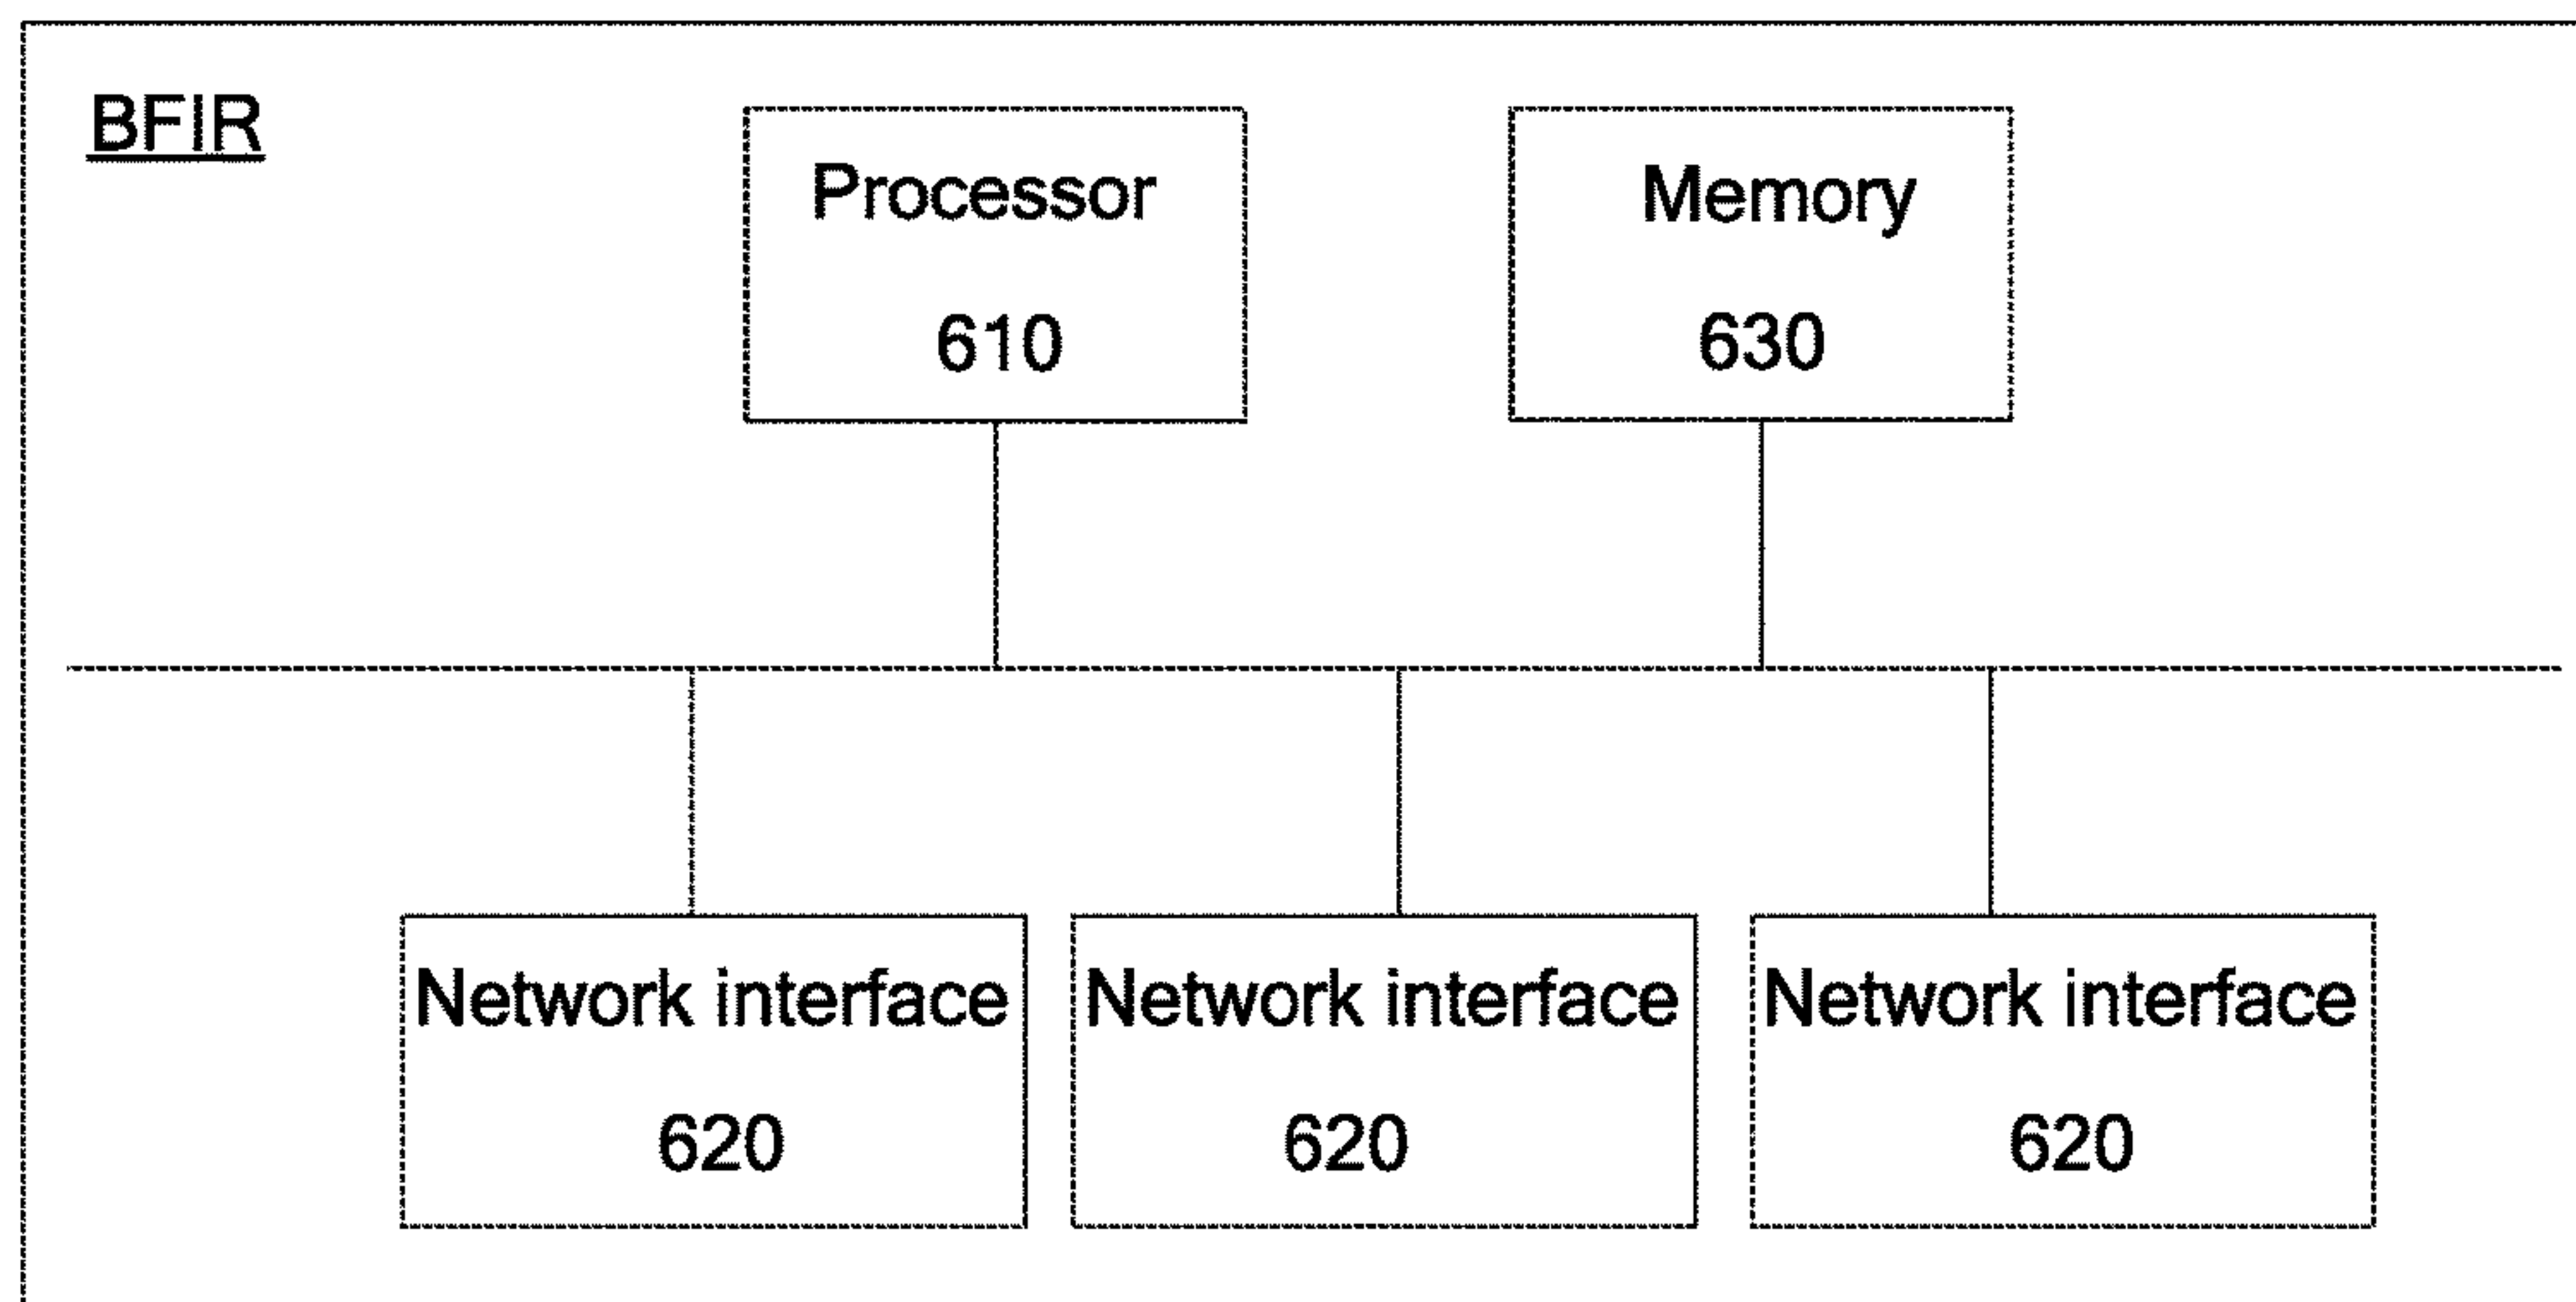 BFIR
Processor
610
Memory
630
Network interface
620
Network interface
620
Network interface
620